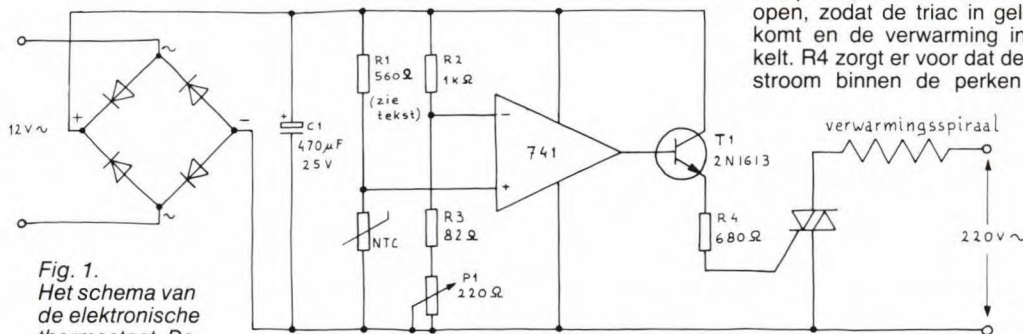 open, zodat de triac in gel
komt en de verwarming in
kelt. R4 zorgt er voor dat de
stroom binnen de perken
12V~
~
+
-
~
+
C1
470µF
25V
R1
560Ω
(zie
tekst)
NTC
R2
1kΩ
R3
82Ω
P1
220Ω
-
741
+
T1
2N1613
R4
680Ω
verwarmingsspiraal
220V~
Fig. 1.
Het schema van
de elektronische